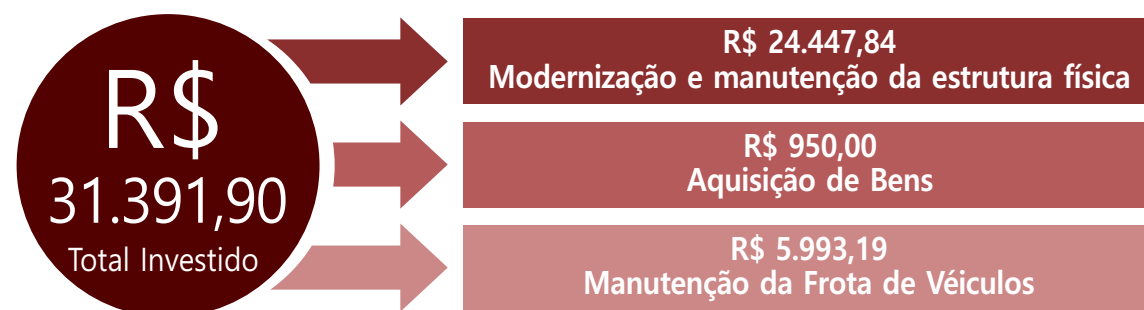 R$
31.391,90
Total Investido
R$ 24.447,84
Modernização e manutenção da estrutura física
R$ 950,00
Aquisição de Bens
R$ 5.993,19
Manutenção da Frota de Véiculos